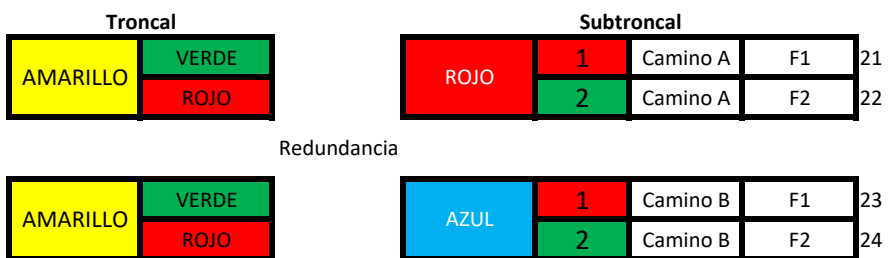 Troncal Subtroncal
VERDE 1 Camino A F1 21
AMARILLO ROJO
ROJO 2 Camino A F2 22
Redundancia
VERDE 1 Camino B F1 23
AMARILLO AZUL
ROJO 2 Camino B F2 24